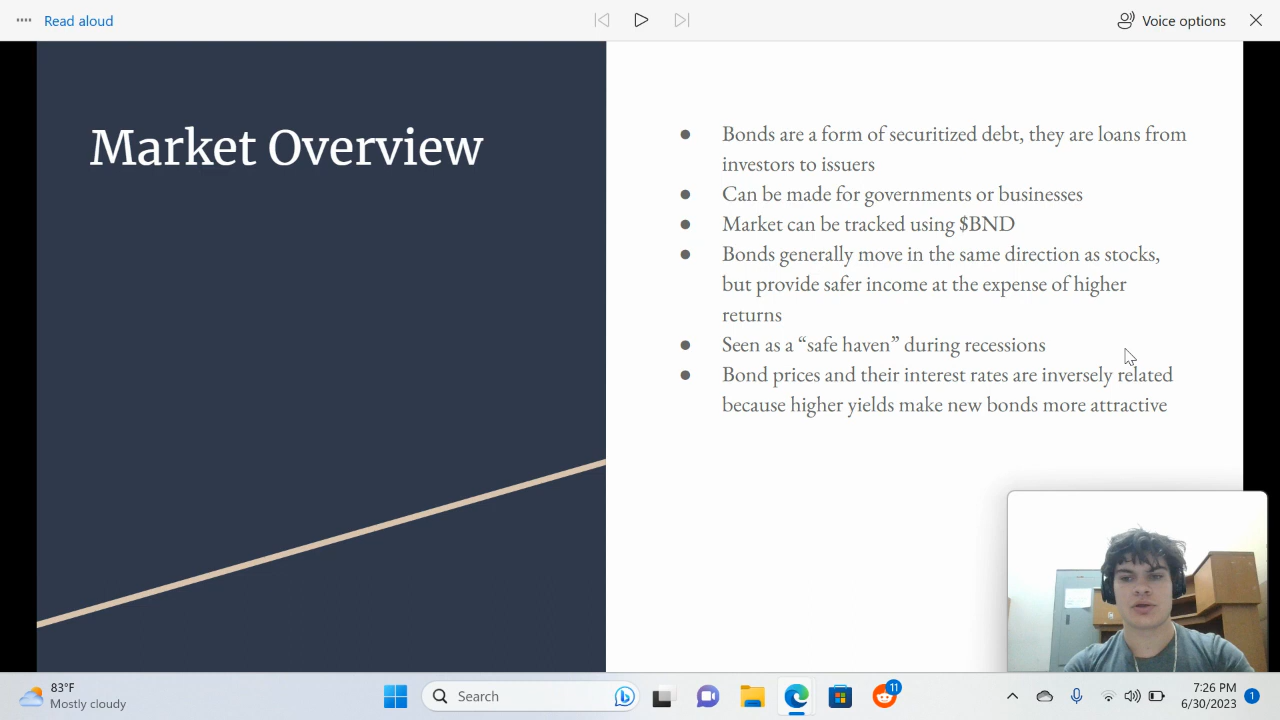 Read aloud
Voice options
Market Overview
● Bonds are a form of securitized debt, they are loans from
investors to issuers
● Can be made for governments or businesses
● Market can be tracked using $BND
● Bonds generally move in the same direction as stocks,
but provide safer income at the expense of higher
returns
● Seen as a “safe haven” during recessions
● Bond prices and their interest rates are inversely related
because higher yields make new bonds more attractive
83°F
Mostly cloudy
Search
11
7:26 PM
6/30/2023
1